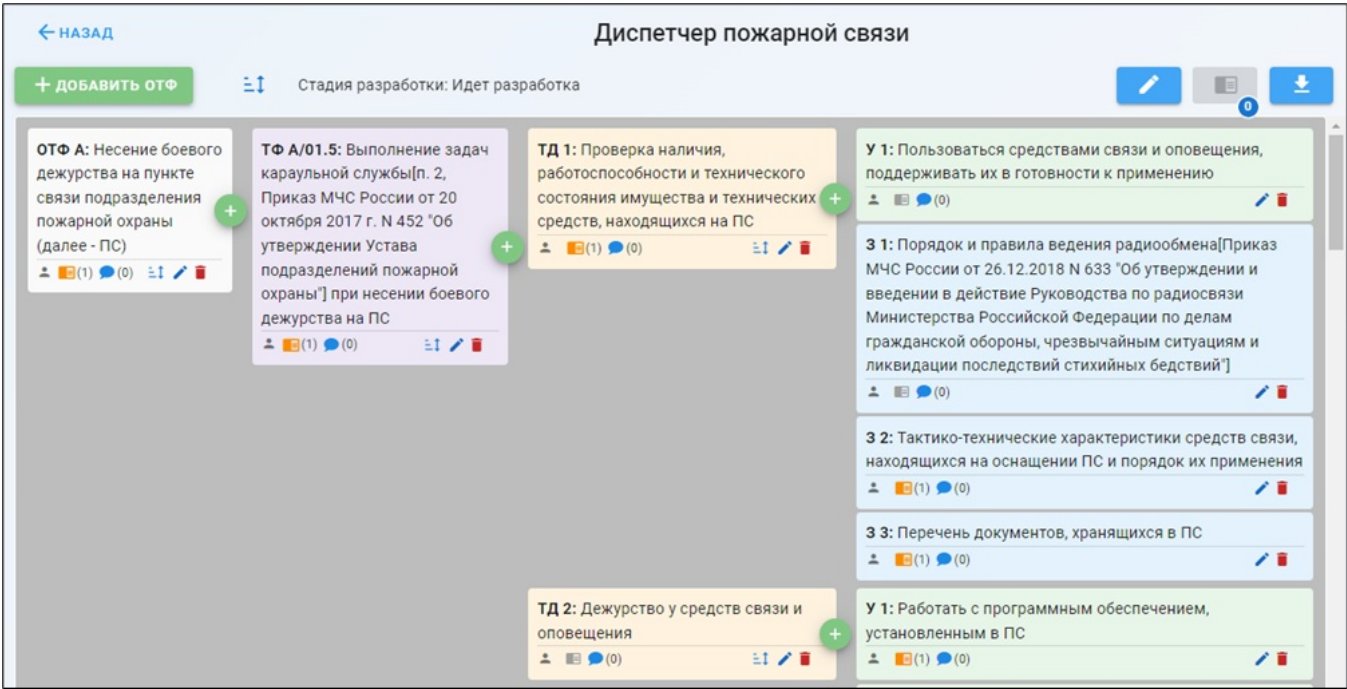 НАЗАД
Диспетчер пожарной связи
+ ДОБАВИТЬ ОТФ
Стадия разработки: Идет разработка
0
ОТФ А: Несение боевого
дежурства на пункте
связи подразделения
пожарной охраны
(далее - ПС)
(1) (0)
ТФ А/01.5: Выполнение задач
караульной службы[п. 2,
Приказ МЧС России от 20
октября 2017 г. N 452 "Об
утверждении Устава
подразделений пожарной
охраны"] при несении боевого
дежурства на ПС
(1) (0)
ТД 1: Проверка наличия,
работоспособности и технического
состояния имущества и технических
средств, находящихся на ПС
(1) (0)
У 1: Пользоваться средствами связи и оповещения,
поддерживать их в готовности к применению
(0)
З 1: Порядок и правила ведения радиообмена[Приказ
МЧС России от 26.12.2018 N 633 "Об утверждении и
введении в действие Руководства по радиосвязи
Министерства Российской Федерации по делам
гражданской обороны, чрезвычайным ситуациям и
ликвидации последствий стихийных бедствий"]
(0)
З 2: Тактико-технические характеристики средств связи,
находящихся на оснащении ПС и порядок их применения
(1) (0)
З 3: Перечень документов, хранящихся в ПС
(1) (0)
ТД 2: Дежурство у средств связи и
оповещения
(0)
У 1: Работать с программным обеспечением,
установленным в ПС
(1) (0)